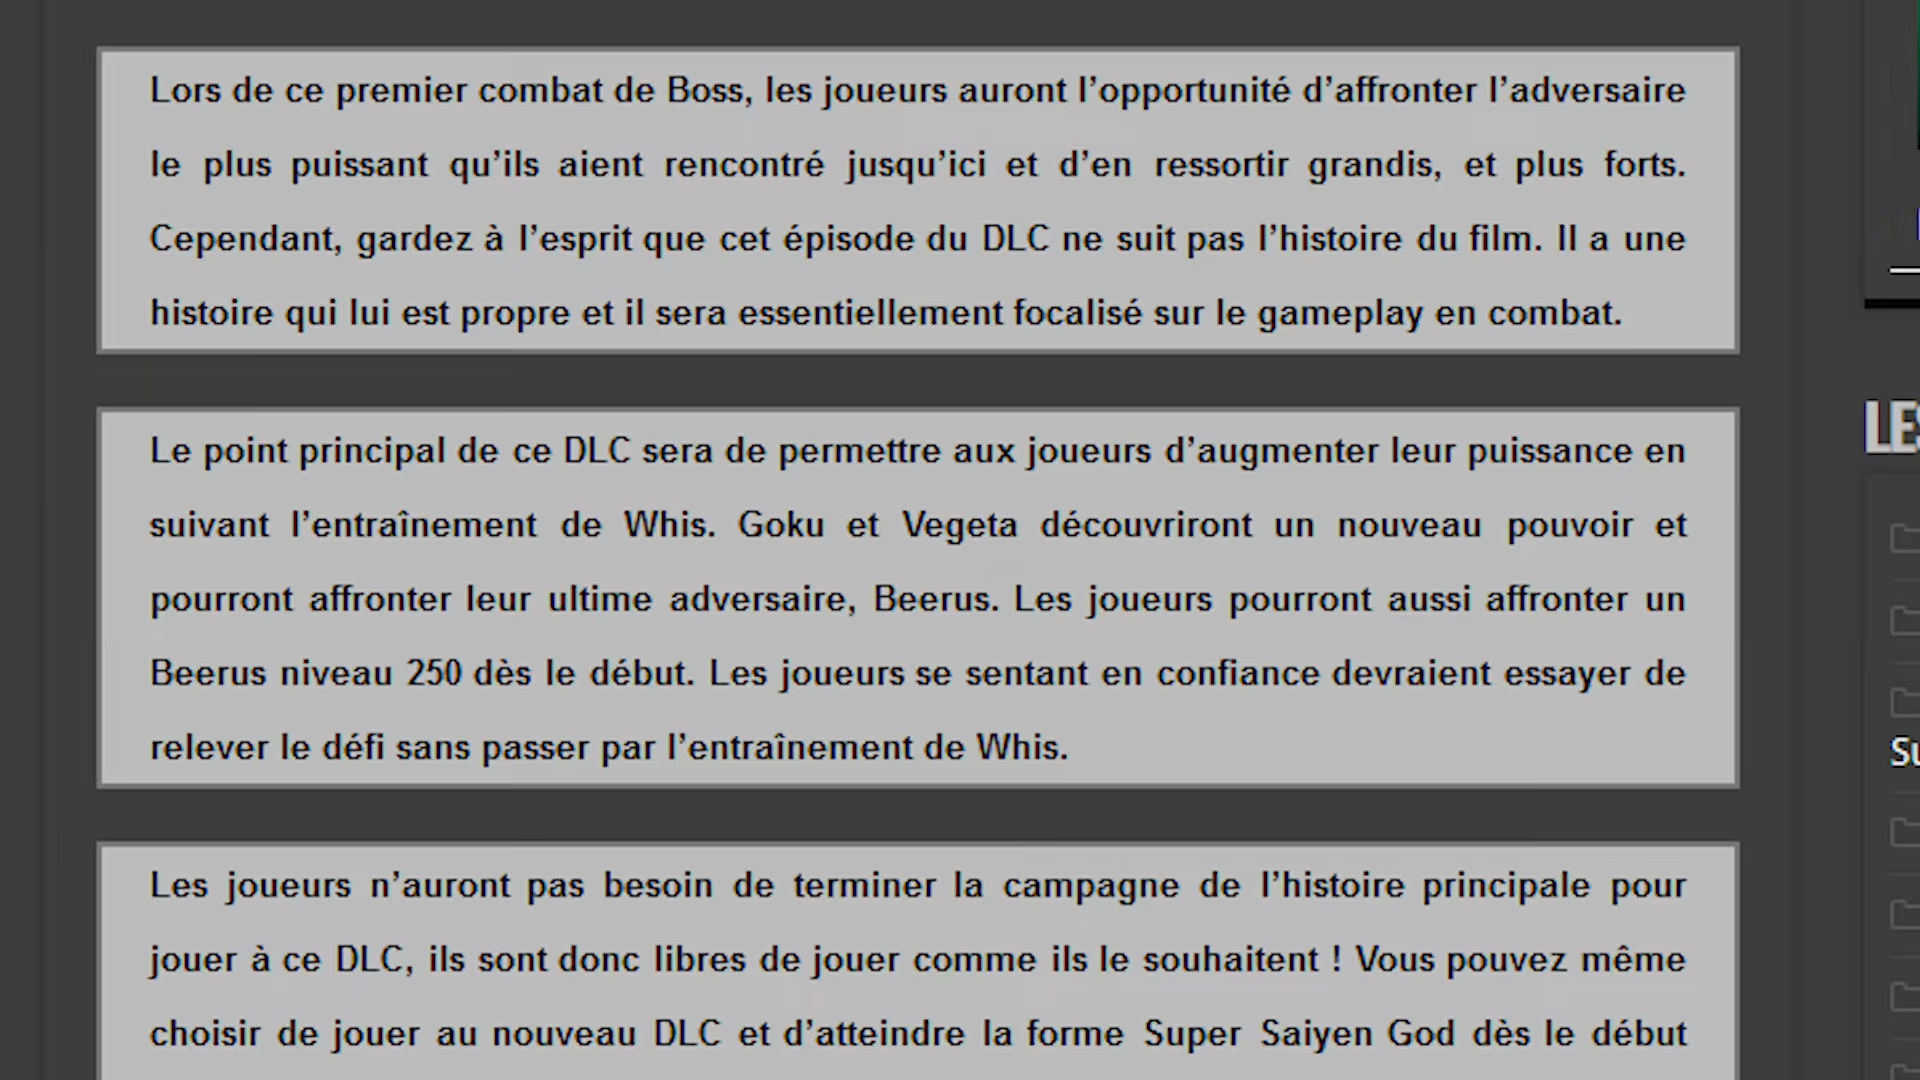 Lors de ce premier combat de Boss, les joueurs auront l’opportunité d’affronter l’adversaire
le plus puissant qu’ils aient rencontré jusqu’ici et d’en ressortir grandis, et plus forts.
Cependant, gardez à l’esprit que cet épisode du DLC ne suit pas l’histoire du film. Il a une
histoire qui lui est propre et il sera essentiellement focalisé sur le gameplay en combat.
Le point principal de ce DLC sera de permettre aux joueurs d’augmenter leur puissance en
suivant l’entraînement de Whis. Goku et Vegeta découvriront un nouveau pouvoir et
pourront affronter leur ultime adversaire, Beerus. Les joueurs pourront aussi affronter un
Beerus niveau 250 dès le début. Les joueurs se sentant en confiance devraient essayer de
relever le défi sans passer par l’entraînement de Whis.
Les joueurs n’auront pas besoin de terminer la campagne de l’histoire principale pour
jouer à ce DLC, ils sont donc libres de jouer comme ils le souhaitent ! Vous pouvez même
choisir de jouer au nouveau DLC et d’atteindre la forme Super Saiyen God dès le début
LES
Su